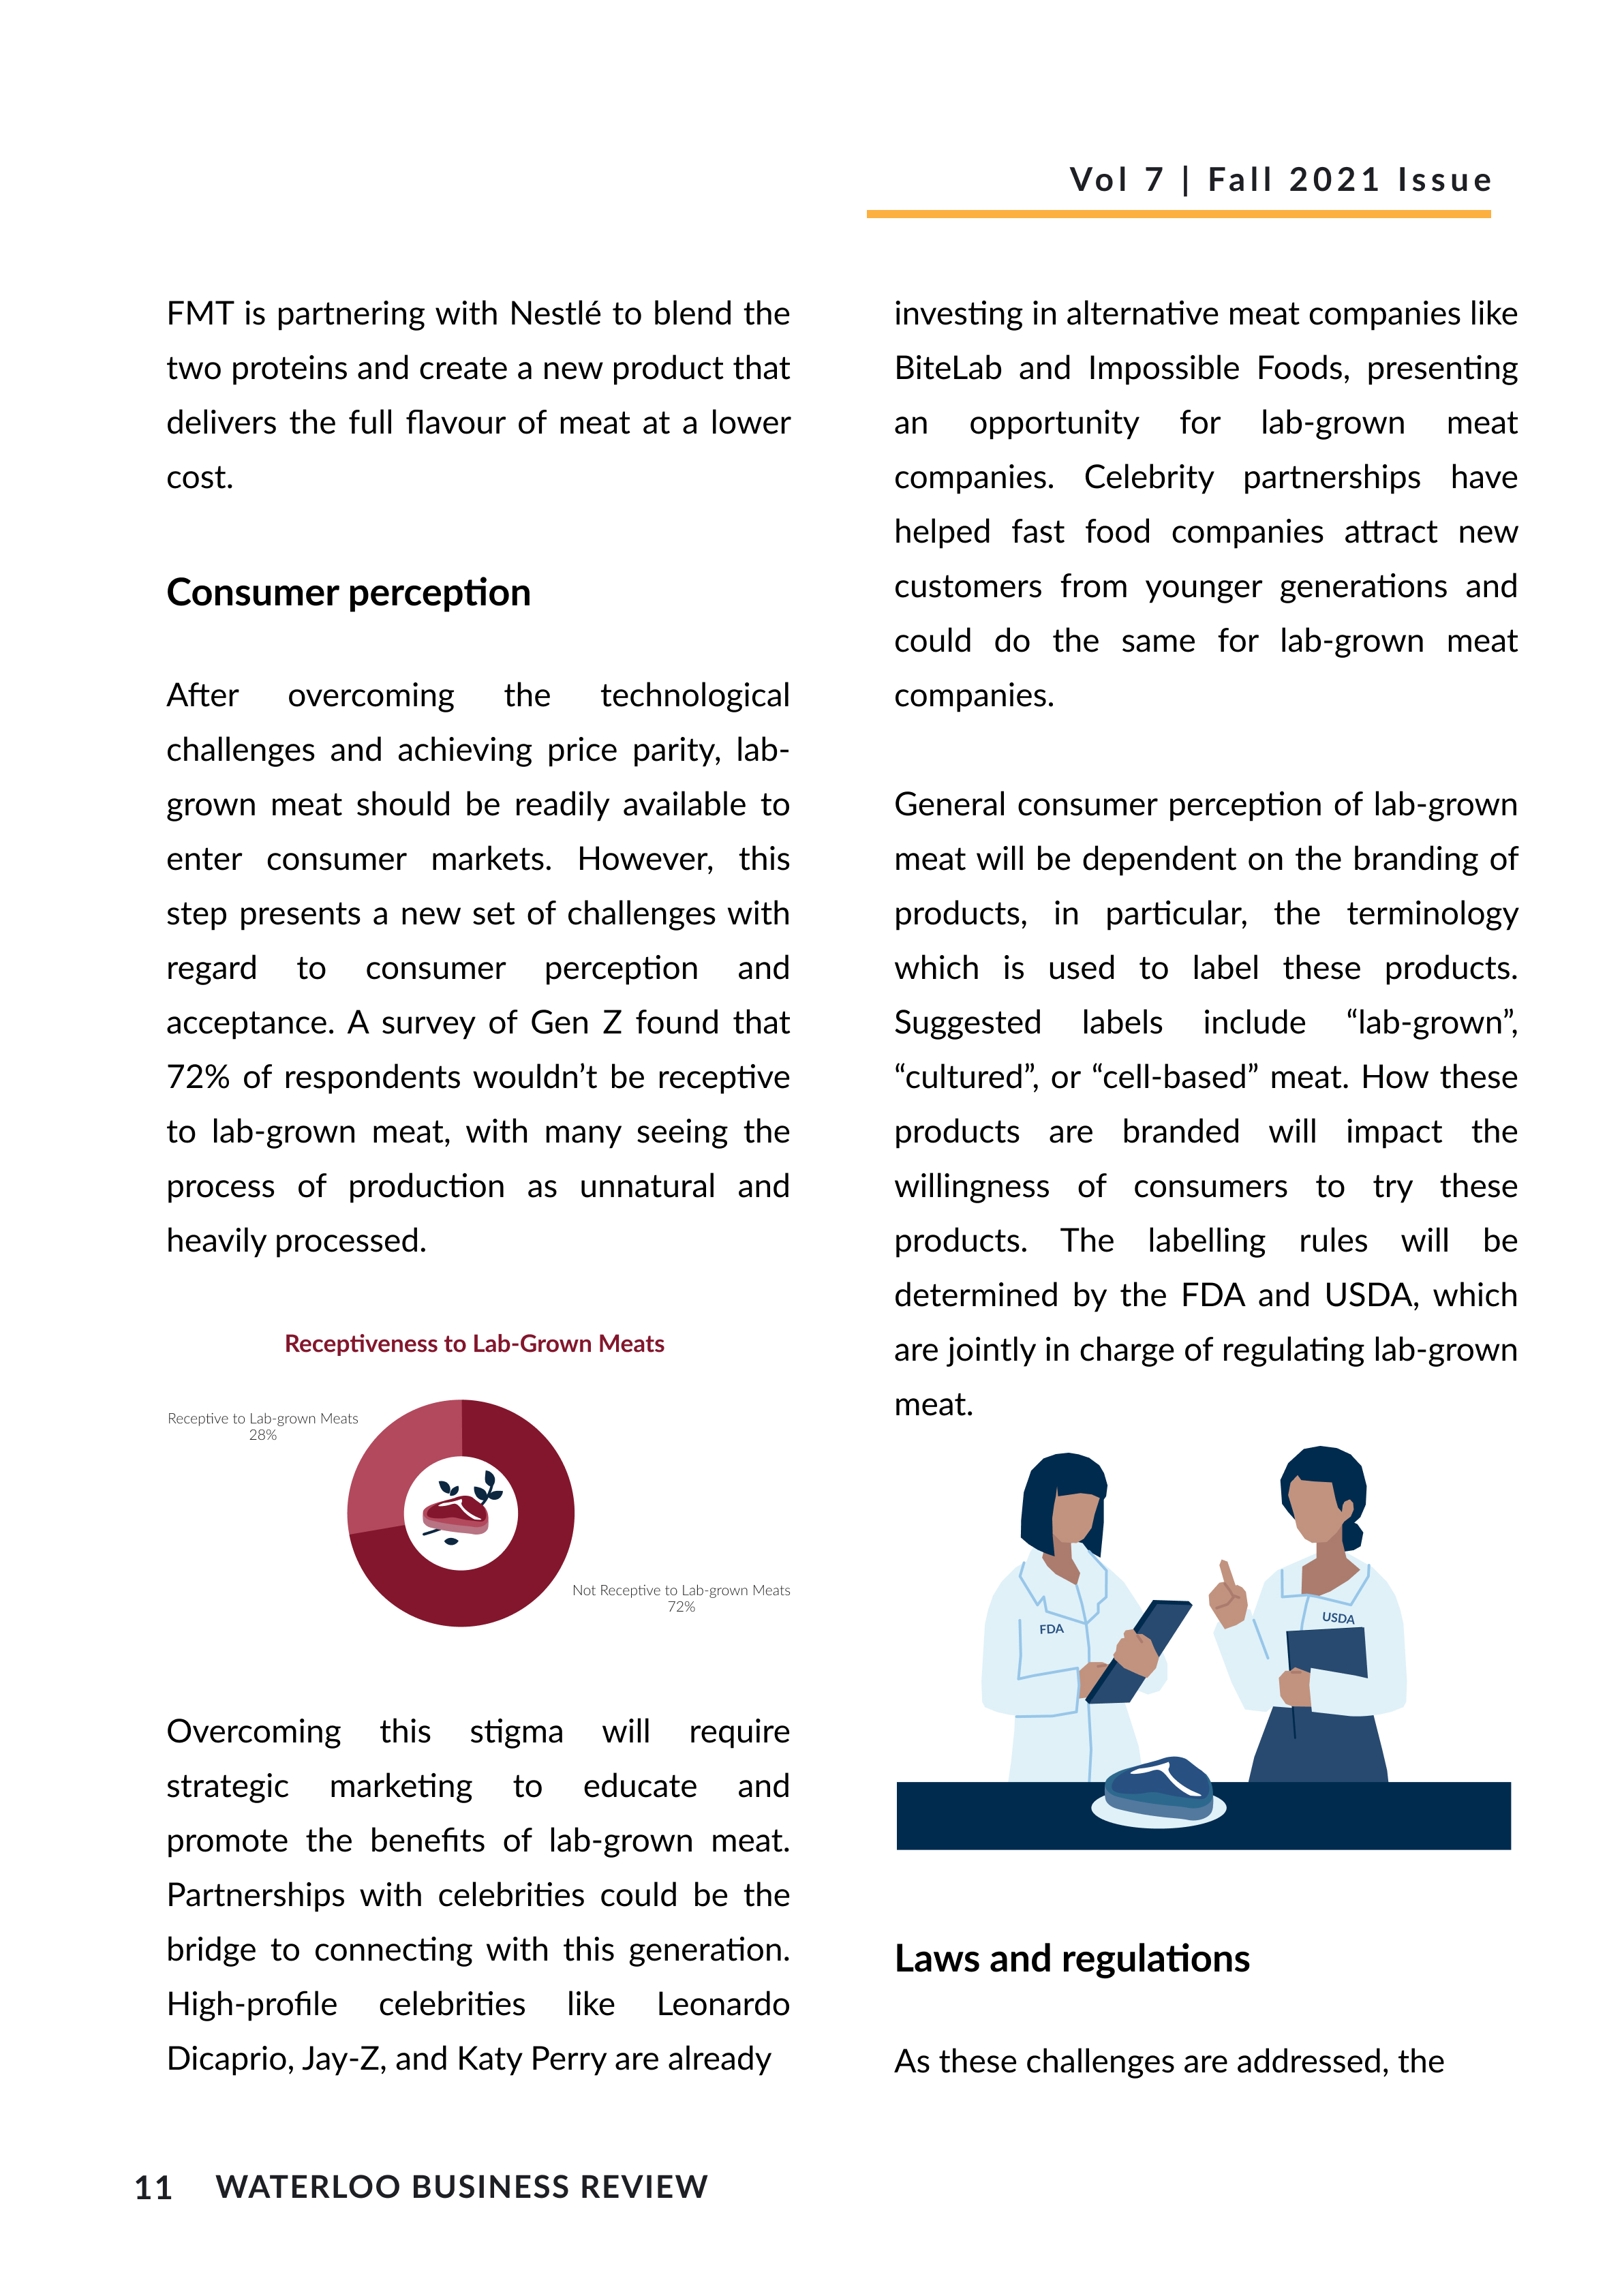 Vol 7 | Fall 2021 Issue
FMT is partnering with Nestlé to blend the
two proteins and create a new product that
delivers the full flavour of meat at a lower
cost.
Consumer perception
After overcoming the technological
challenges and achieving price parity, lab-
grown meat should be readily available to
enter consumer markets. However, this
step presents a new set of challenges with
regard to consumer perception and
acceptance. A survey of Gen Z found that
72% of respondents wouldn’t be receptive
to lab-grown meat, with many seeing the
process of production as unnatural and
heavily processed.
Receptiveness to Lab-Grown Meats
Receptive to Lab-grown Meats
28%
Not Receptive to Lab-grown Meats
72%
Overcoming this stigma will require
strategic marketing to educate and
promote the benefits of lab-grown meat.
Partnerships with celebrities could be the
bridge to connecting with this generation.
High-profile celebrities like Leonardo
Dicaprio, Jay-Z, and Katy Perry are already
investing in alternative meat companies like
BiteLab and Impossible Foods, presenting
an opportunity for lab-grown meat
companies. Celebrity partnerships have
helped fast food companies attract new
customers from younger generations and
could do the same for lab-grown meat
companies.
General consumer perception of lab-grown
meat will be dependent on the branding of
products, in particular, the terminology
which is used to label these products.
Suggested labels include “lab-grown”,
“cultured”, or “cell-based” meat. How these
products are branded will impact the
willingness of consumers to try these
products. The labelling rules will be
determined by the FDA and USDA, which
are jointly in charge of regulating lab-grown
meat.
FDA
USDA
Laws and regulations
As these challenges are addressed, the
11 WATERLOO BUSINESS REVIEW